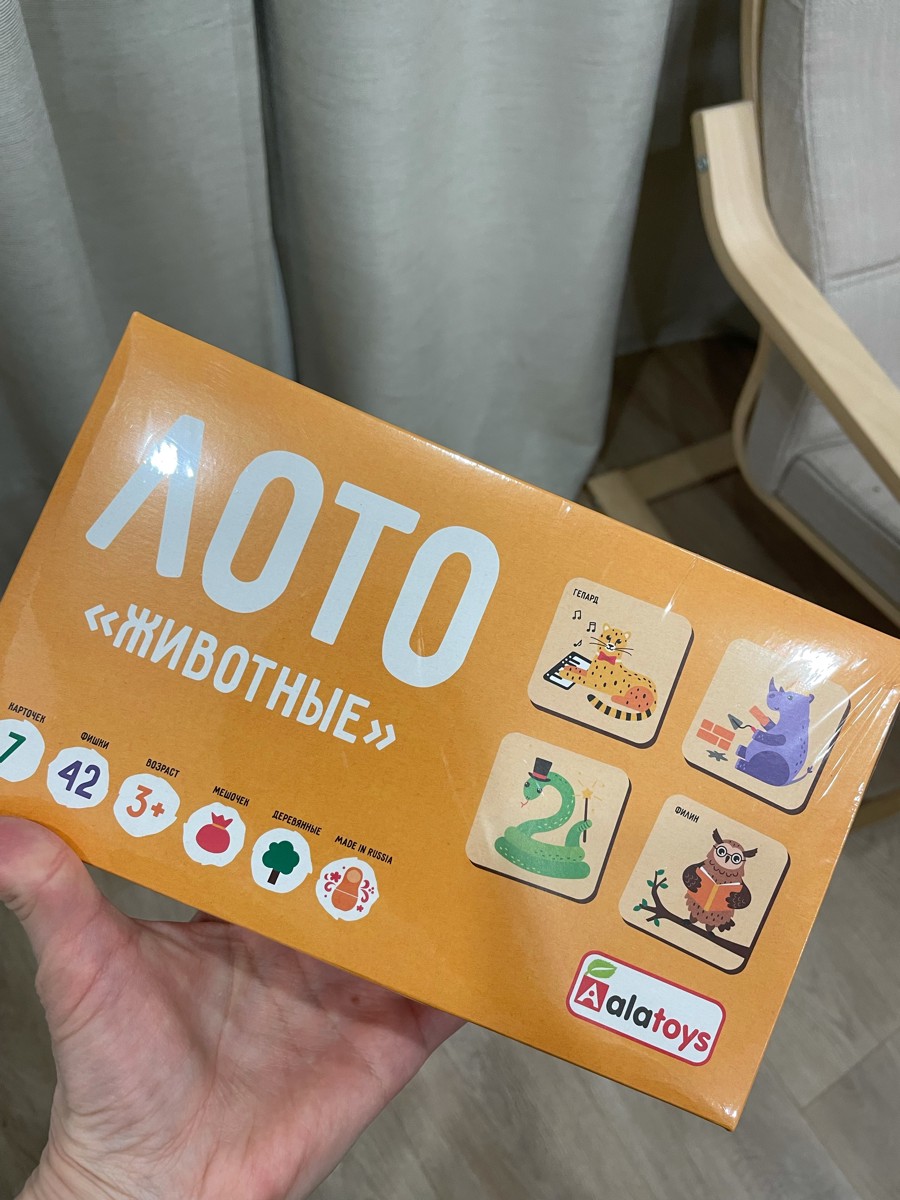 ЛОТО
«ЖИВОТНЫЕ»
КАРТОЧЕК
7
ФИШКИ
42
ВОЗРАСТ
3+
МЕШОЧЕК
ДЕРЕВЯННЫЕ
MADE IN RUSSIA
ГЕПАРД
ФИЛИН
alatoys